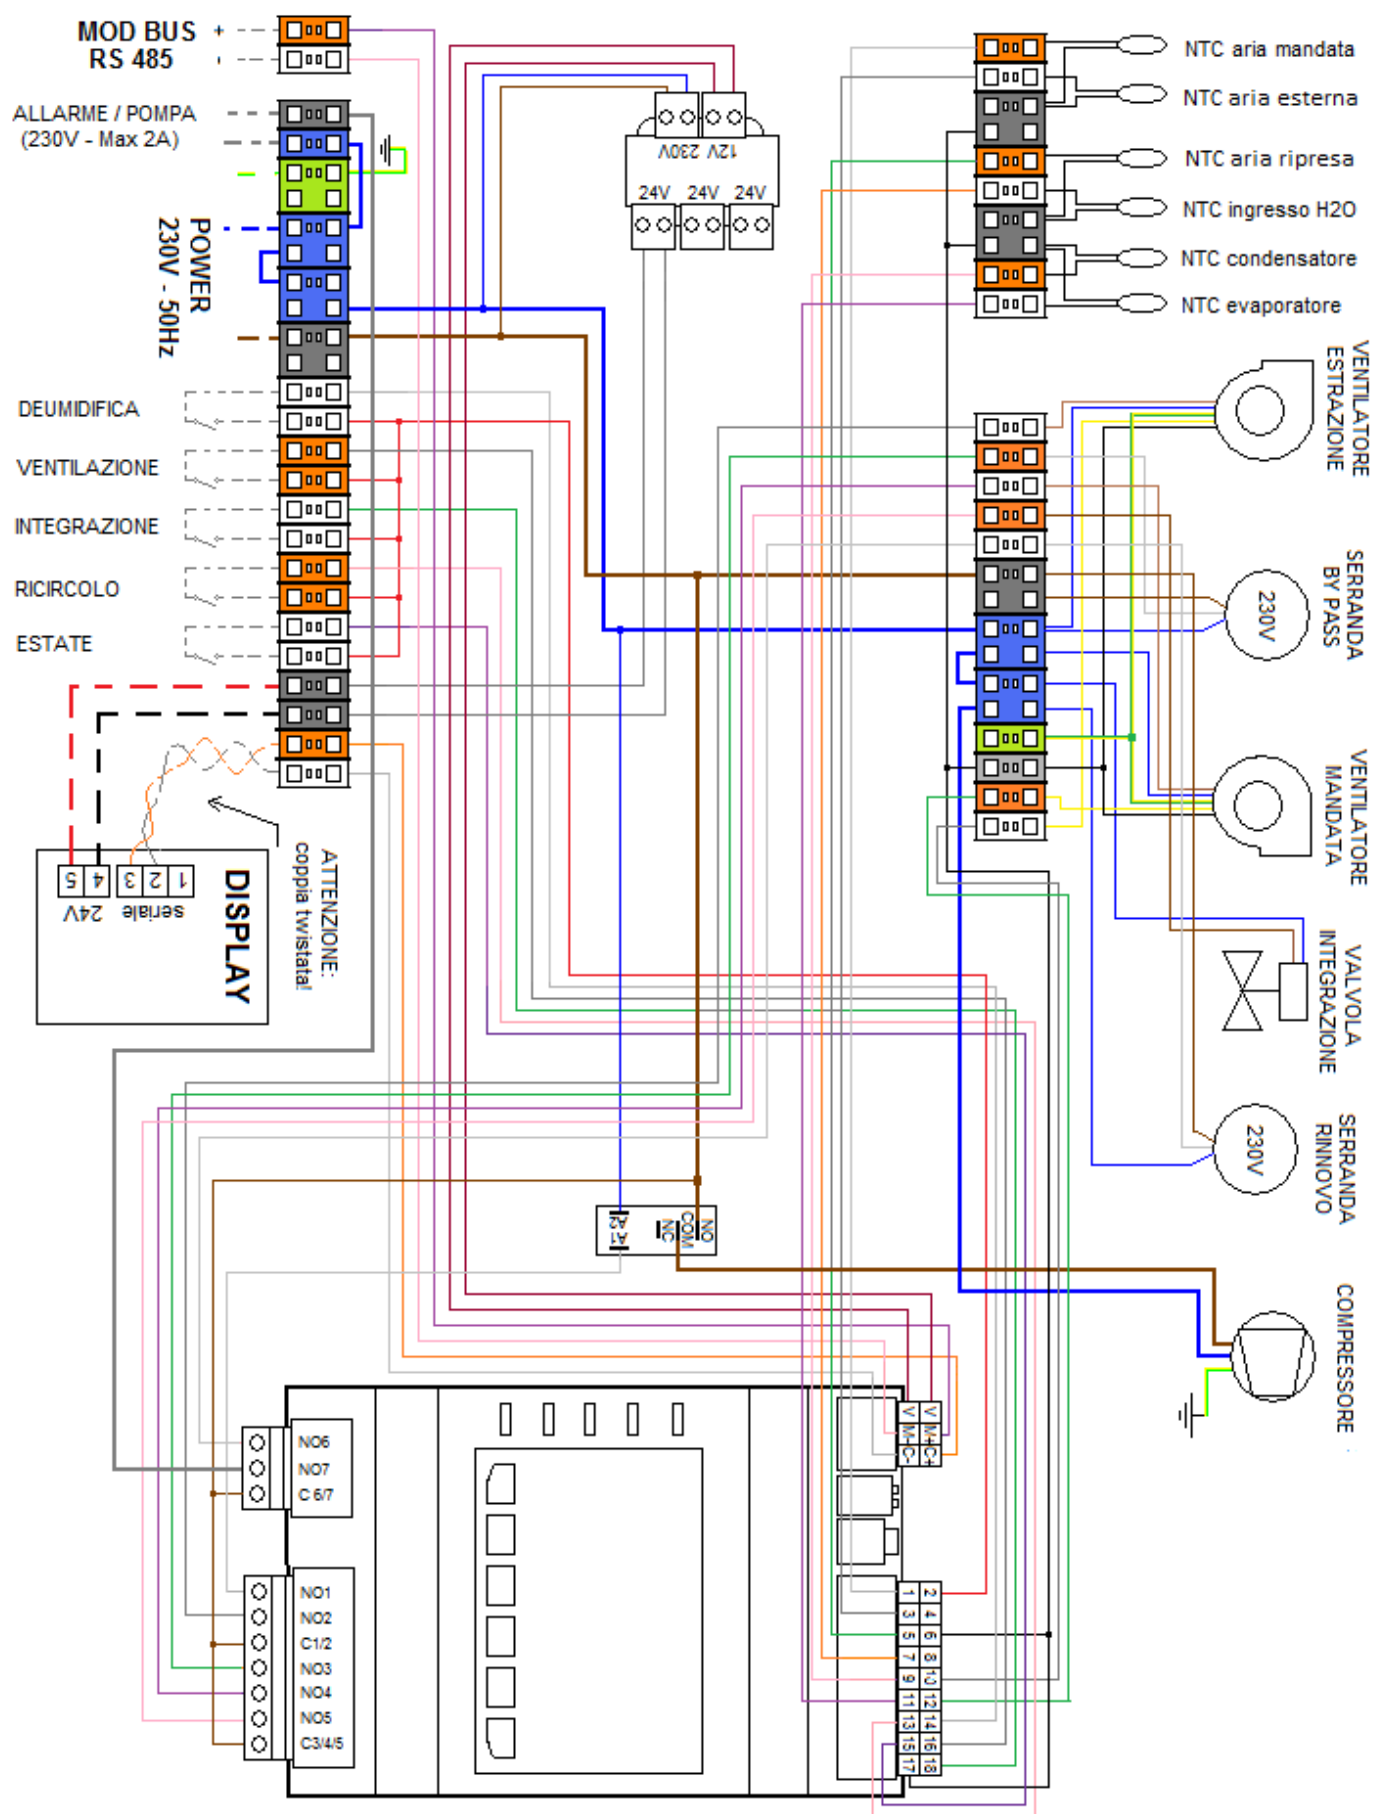 MOD BUS +
RS 485 -
ALLARME / POMPA
(230V - Max 2A)
POWER
230V - 50Hz
DEUMIDIFICA
VENTILAZIONE
INTEGRAZIONE
RICIRCOLO
ESTATE
230V 12V
24V 24V 24V
NTC aria mandata
NTC aria esterna
NTC aria ripresa
NTC ingresso H2O
NTC condensatore
NTC evaporatore
VENTILATORE
ESTRAZIONE
SERRANDA
BY PASS
230V
VENTILATORE
MANDATA
VALVOLA
INTEGRAZIONE
SERRANDA
RINNOVO
230V
COMPRESSORE
ATTENZIONE:
coppia twistata!
DISPLAY
5 4 3 2 1
24V seriale
A2
A1
NO
COM
NC
V V
M- M+
C- C+
NO6
NO7
C 6/7
NO1
NO2
C1/2
NO3
NO4
NO5
C3/4/5
1 2
3 4
5 6
7 8
9 10
11 12
13 14
15 16
17 18